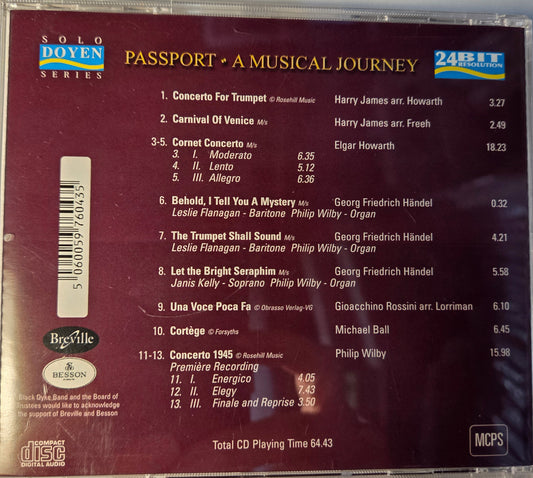 SOLO
DOYEN
SERIES
PASSPORT • A MUSICAL JOURNEY
24BIT
RESOLUTION
1. Concerto For Trumpet © Rosehill Music Harry James arr. Howarth 3.27
2. Carnival Of Venice M/s Harry James arr. Freeh 2.49
3-5. Cornet Concerto M/s Elgar Howarth 18.23
3. I. Moderato 6.35
4. II. Lento 5.12
5. III. Allegro 6.36
6. Behold, I Tell You A Mystery M/s Georg Friedrich Händel 0.32
Leslie Flanagan - Baritone Philip Wilby - Organ
7. The Trumpet Shall Sound M/s Georg Friedrich Händel 4.21
Leslie Flanagan - Baritone Philip Wilby - Organ
8. Let the Bright Seraphim M/s Georg Friedrich Händel 5.58
Janis Kelly - Soprano Philip Wilby - Organ
9. Una Voce Poca Fa © Obrasso Verlag-VG Gioacchino Rossini arr. Lorriman 6.10
10. Cortège © Forsyths Michael Ball 6.45
11-13. Concerto 1945 © Rosehill Music Philip Wilby 15.98
Première Recording
11. I. Energico 4.05
12. II. Elegy 7.43
13. III. Finale and Reprise 3.50
5 060059 760435
Breville
BESSON
Black Dyke Band and the Board of
Trustees would like to acknowledge
the support of Breville and Besson
COMPACT
disc
DIGITAL AUDIO
Total CD Playing Time 64.43
MCPS